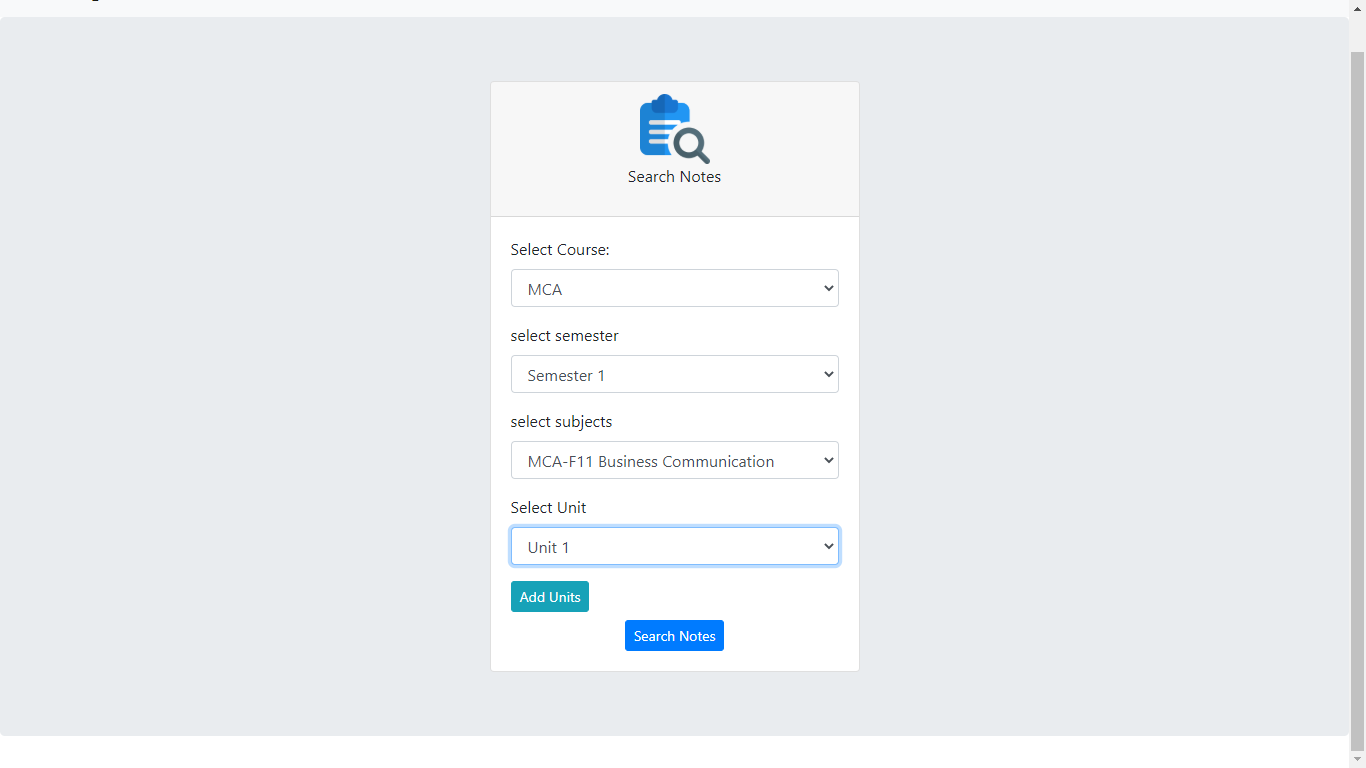 Search Notes
Select Course:
MCA
select semester
Semester 1
select subjects
MCA-F11 Business Communication
Select Unit
Unit 1
Add Units
Search Notes